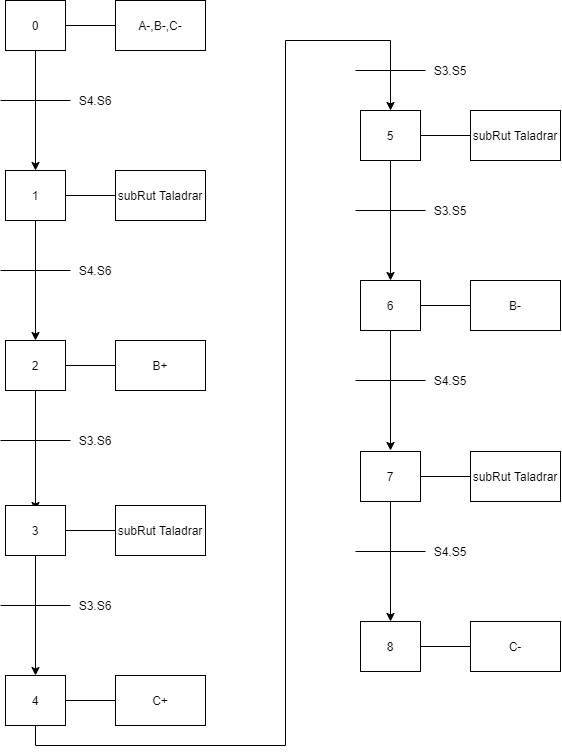 0
A-,B-,C-
S4.S6
1
subRut Taladrar
S4.S6
2
B+
S3.S6
3
subRut Taladrar
S3.S6
4
C+
S3.S5
5
subRut Taladrar
S3.S5
6
B-
S4.S5
7
subRut Taladrar
S4.S5
8
C-